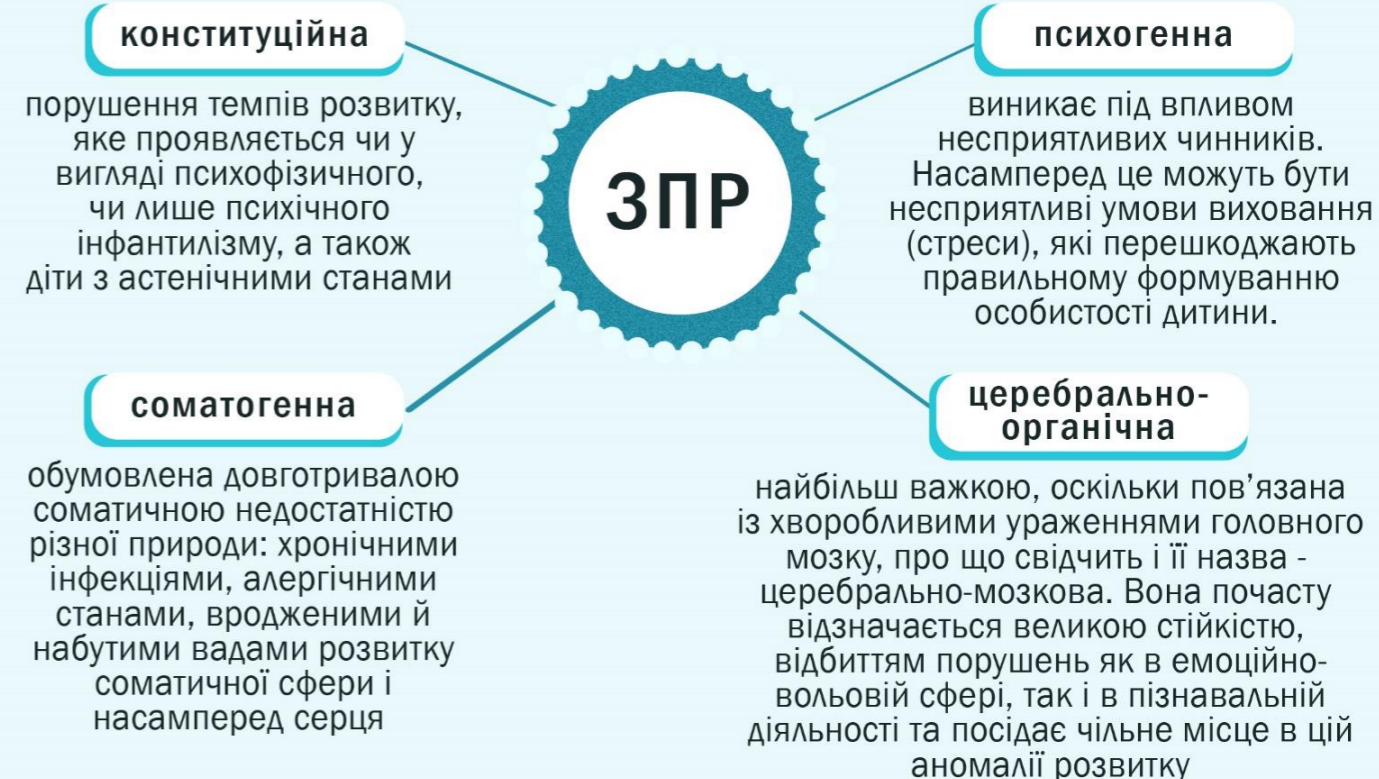 конституційна
порушення темпів розвитку,
яке проявляється чи у
вигляді психофізичного,
чи лише психічного
інфантилізму, а також
діти з астенічними станами
ЗПР
психогенна
виникає під впливом
несприятливих чинників.
Насамперед це можуть бути
несприятливі умови виховання
(стреси), які перешкоджають
правильному формуванню
особистості дитини.
соматогенна
обумовлена довготривалою
соматичною недостатністю
різної природи: хронічними
інфекціями, алергічними
станами, вродженими й
набутими вадами розвитку
соматичної сфери і
насамперед серця
церебрально-
органічна
найбільш важкою, оскільки пов’язана
із хворобливими ураженнями головного
мозку, про що свідчить і її назва -
церебрально-мозкова. Вона почасту
відзначається великою стійкістю,
відбиттям порушень як в емоційно-
вольовій сфері, так і в пізнавальній
діяльності та посідає чільне місце в цій
аномалії розвитку